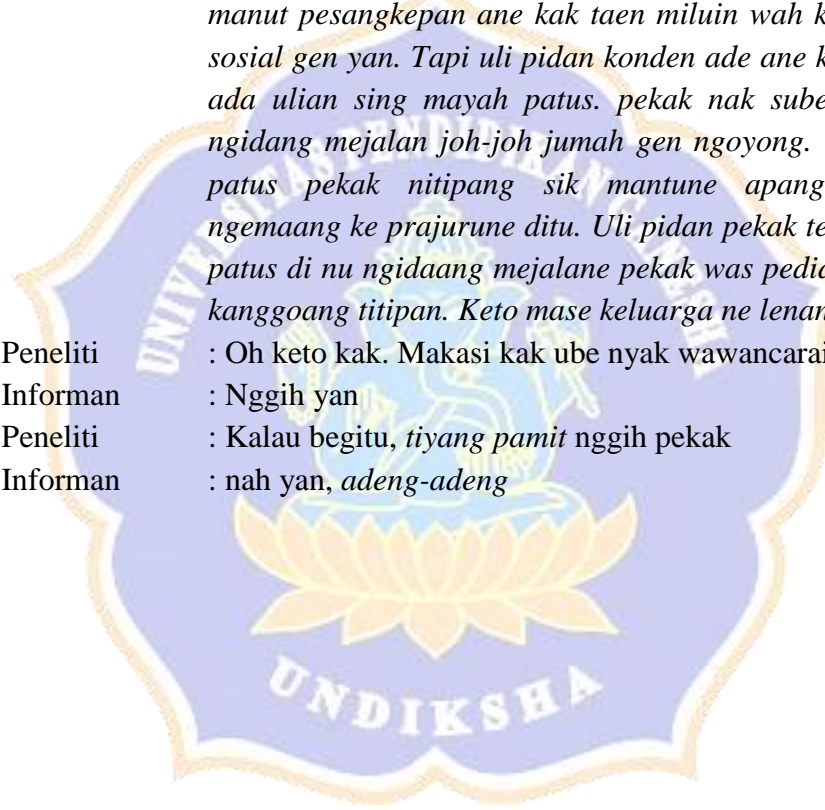 manut pesangkepan ane kak taen miluin wah
sosial gen yan. Tapi uli pidan konden ade ane
ada ulian sing mayah patus. pekak nak
ngidang mejalan joh-joh jumah gen ngoyong.
patus pekak nitipang sik mantune apang
ngemaang ke prajurune ditu. Uli pidan pekak
patus di nu ngidaang mejalane pekak was
kanggoang titipan. Keto mase keluarga ne
Peneliti : Oh keto kak. Makasi kak ube nyak wawancarai
Informan : Nggih yan
Peneliti : Kalau begitu, tiyang pamit nggih pekak
Informan : nah yan, adeng-adeng
UNIVERSITAS PENDIDIKAN GANESHA
UNDIKSHA